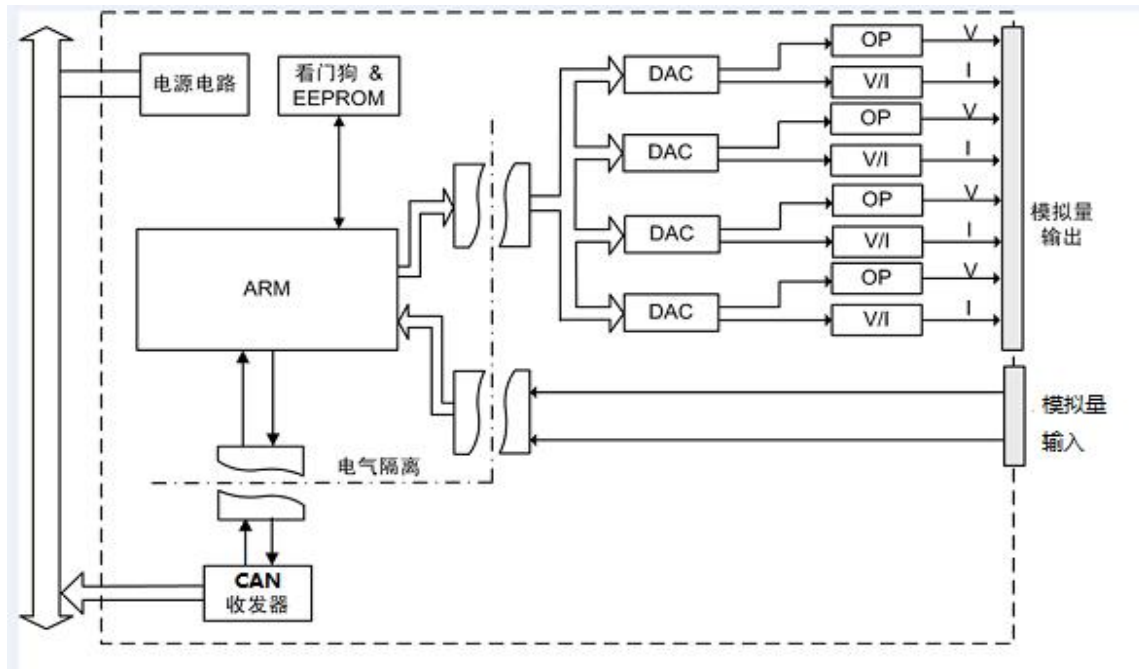 电源电路
看门狗 &
EEPROM
ARM
DAC
OP
V
V/I
I
DAC
OP
V
V/I
I
DAC
OP
V
V/I
I
DAC
OP
V
V/I
I
模拟量
输出
模拟量
输入
电气隔离
CAN
收发器